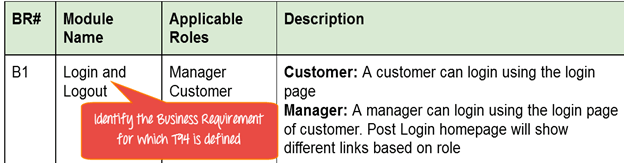 BR# Module Name Applicable Roles Description
B1 Login and Logout Manager Customer
Customer: A customer can login using the login
page
Manager: A manager can login using the login page
of customer. Post Login homepage will show
different links based on role
Identify the Business Requirement
for which T94 is defined